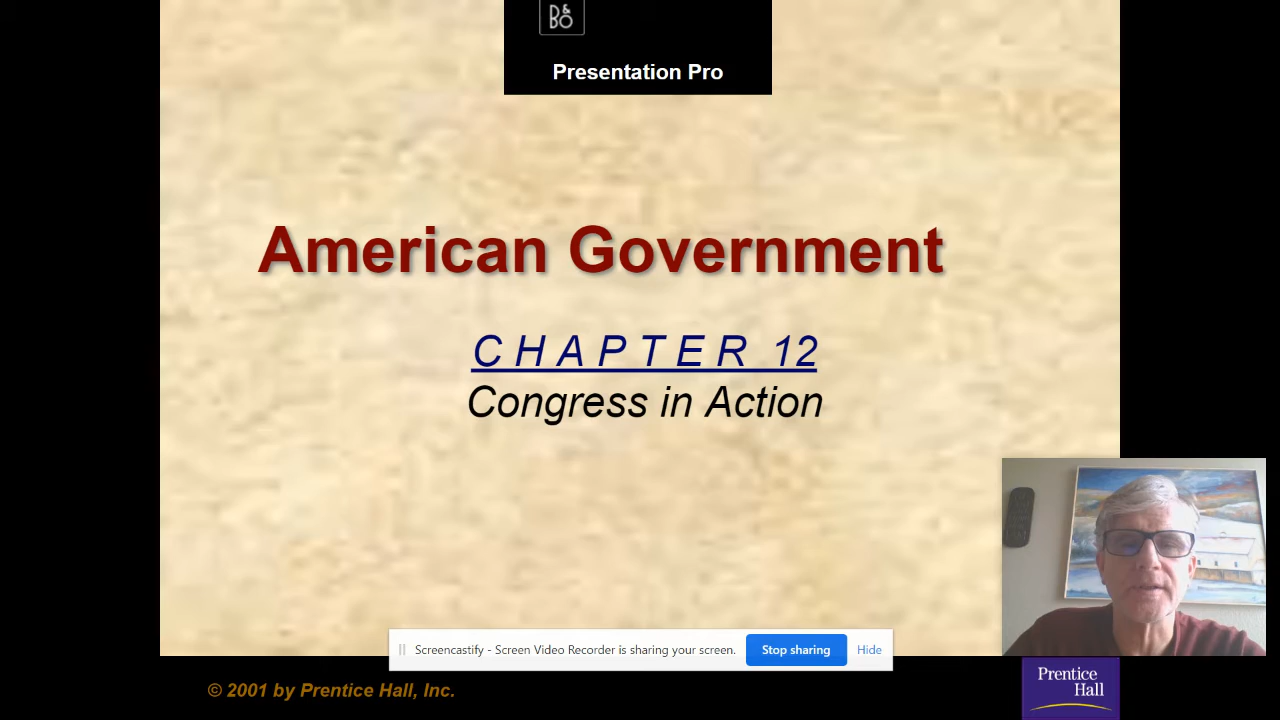 D&BO
Presentation Pro
American Government
C H A P T E R 12
Congress in Action
Screencastify - Screen Video Recorder is sharing your screen.
Stop sharing
Hide
© 2001 by Prentice Hall, Inc.
Prentice
Hall